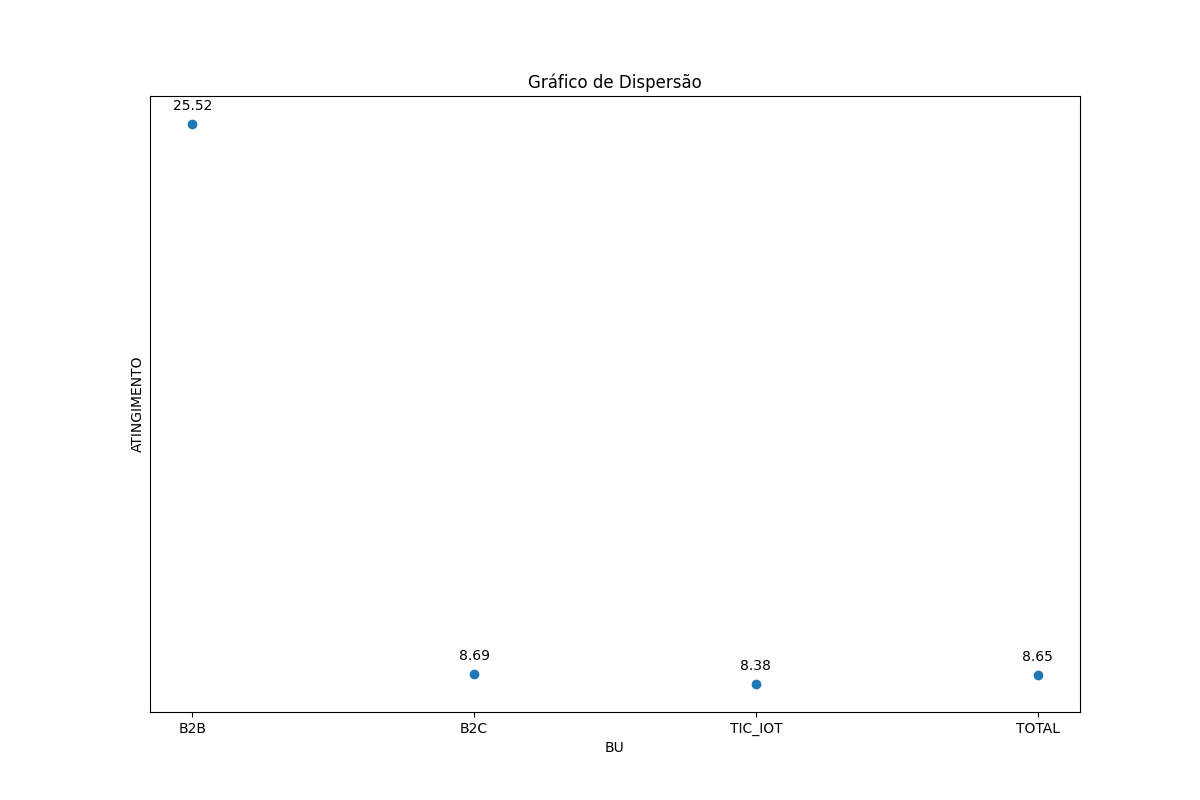 Gráfico de Dispersão
25.52
ATINGIMENTO
8.69
8.38
8.65
B2B
B2C
TIC_IOT
TOTAL
BU